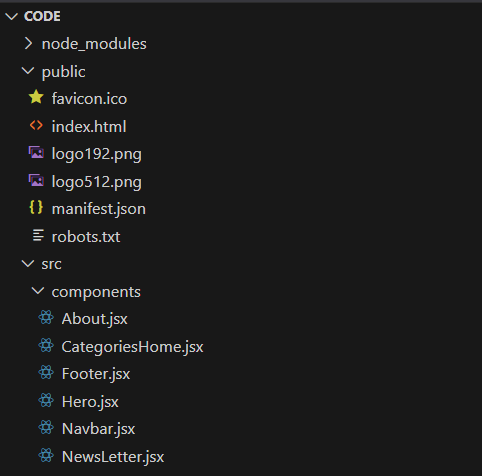 CODE
node_modules
public
favicon.ico
index.html
logo192.png
logo512.png
manifest.json
robots.txt
src
components
About.jsx
CategoriesHome.jsx
Footer.jsx
Hero.jsx
Navbar.jsx
NewsLetter.jsx